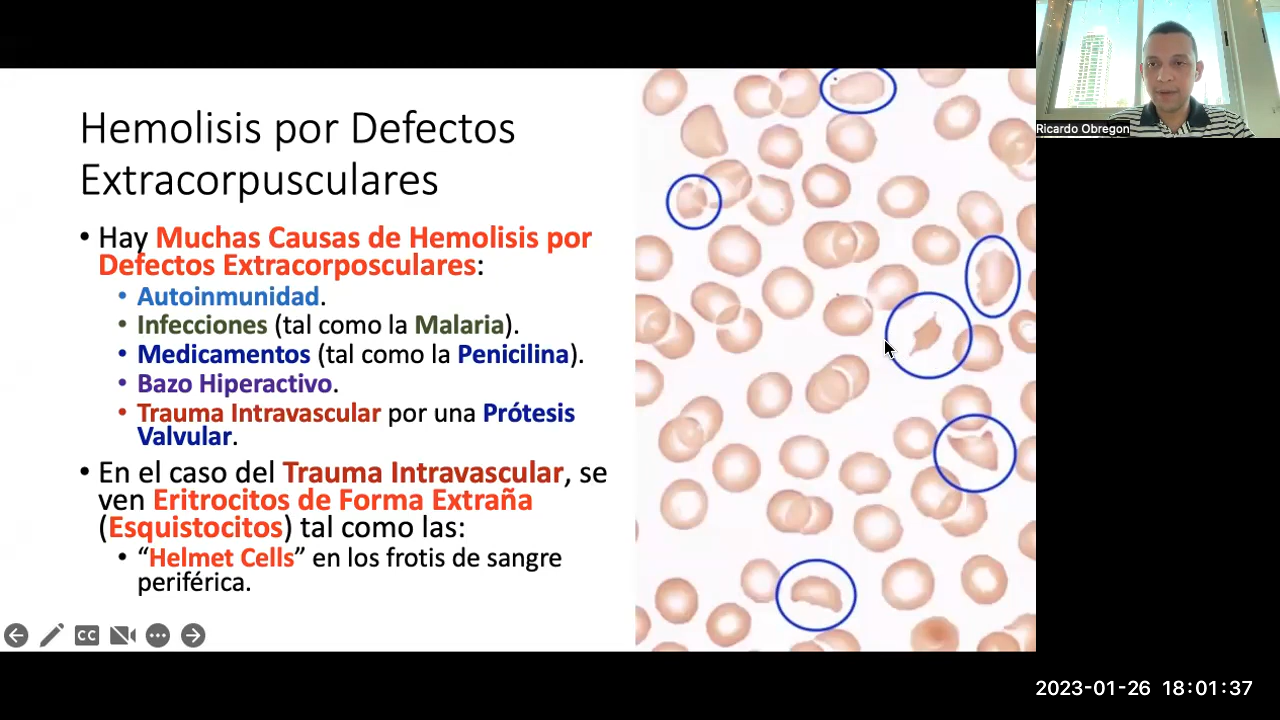 Hemolisis por Defectos
Extracorpusculares
• Hay Muchas Causas de Hemolisis por
Defectos Extracorposculares:
• Autoinmunidad.
• Infecciones (tal como la Malaria).
• Medicamentos (tal como la Penicilina).
• Bazo Hiperactivo.
• Trauma Intravascular por una Prótesis
Valvular.
• En el caso del Trauma Intravascular, se
ven Eritrocitos de Forma Extraña
(Esquistocitos) tal como las:
• “Helmet Cells” en los frotis de sangre
periférica.
CC
Ricardo Obregon
2023-01-26 18:01:37